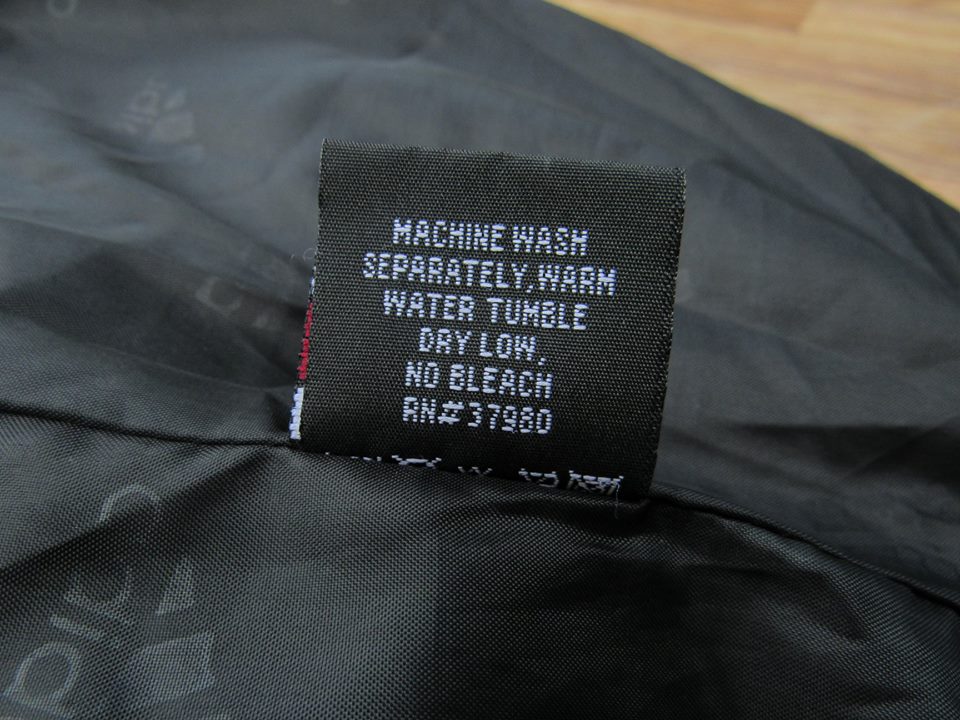 MACHINE WASH
SEPARATELY, WARM
WATER TUMBLE
DRY LOW,
NO BLEACH
RN#37980